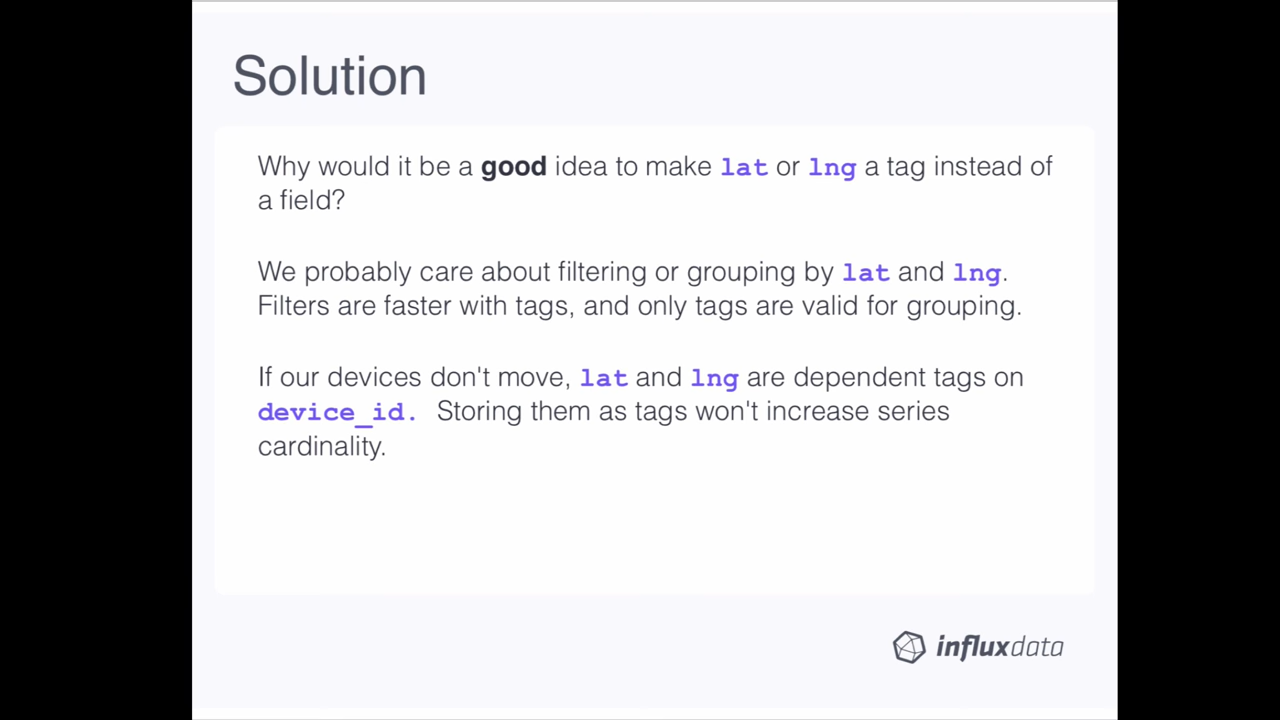 Solution
Why would it be a good idea to make lat or lng a tag instead of
a field?
We probably care about filtering or grouping by lat and lng.
Filters are faster with tags, and only tags are valid for grouping.
If our devices don't move, lat and lng are dependent tags on
device_id. Storing them as tags won't increase series
cardinality.
influxdata